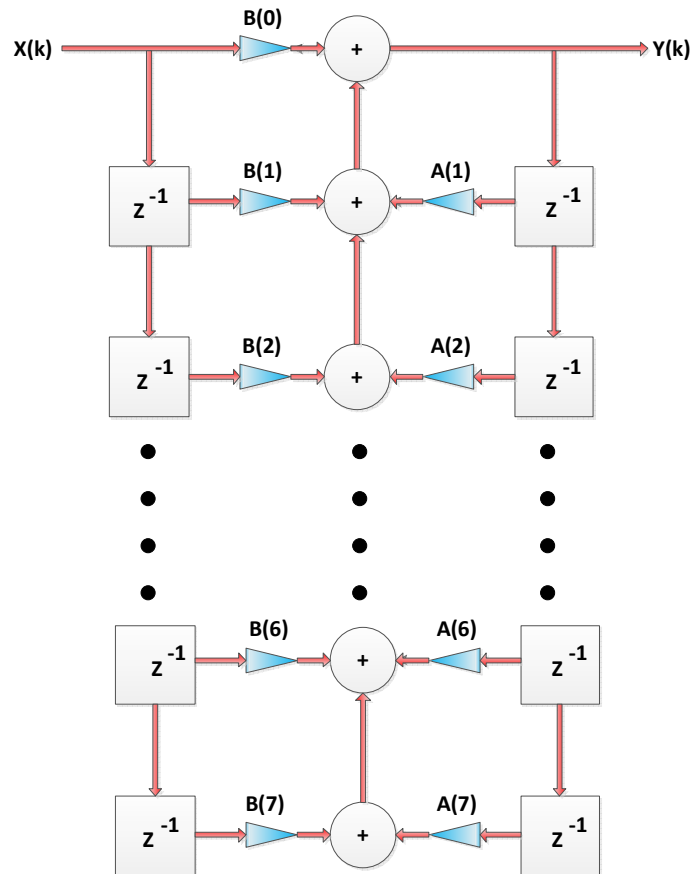 B(0)
X(k) + Y(k)
B(1) A(1)
Z -1 + Z -1
B(2) A(2)
Z -1 + Z -1
B(6) A(6)
Z -1 + Z -1
B(7) A(7)
Z -1 + Z -1